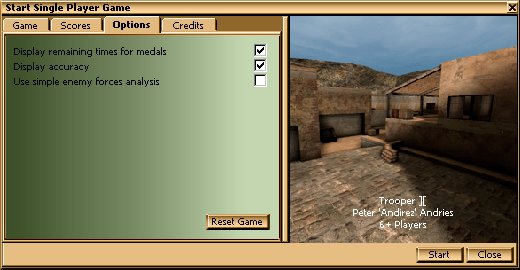 Start Single Player Game
Game
Scores
Options
Credits
Display remaining times for medals
Display accuracy
Use simple enemy forces analysis
Reset Game
Trooper ][
Peter 'Andirez' Andries
6+ Players
Start
Close